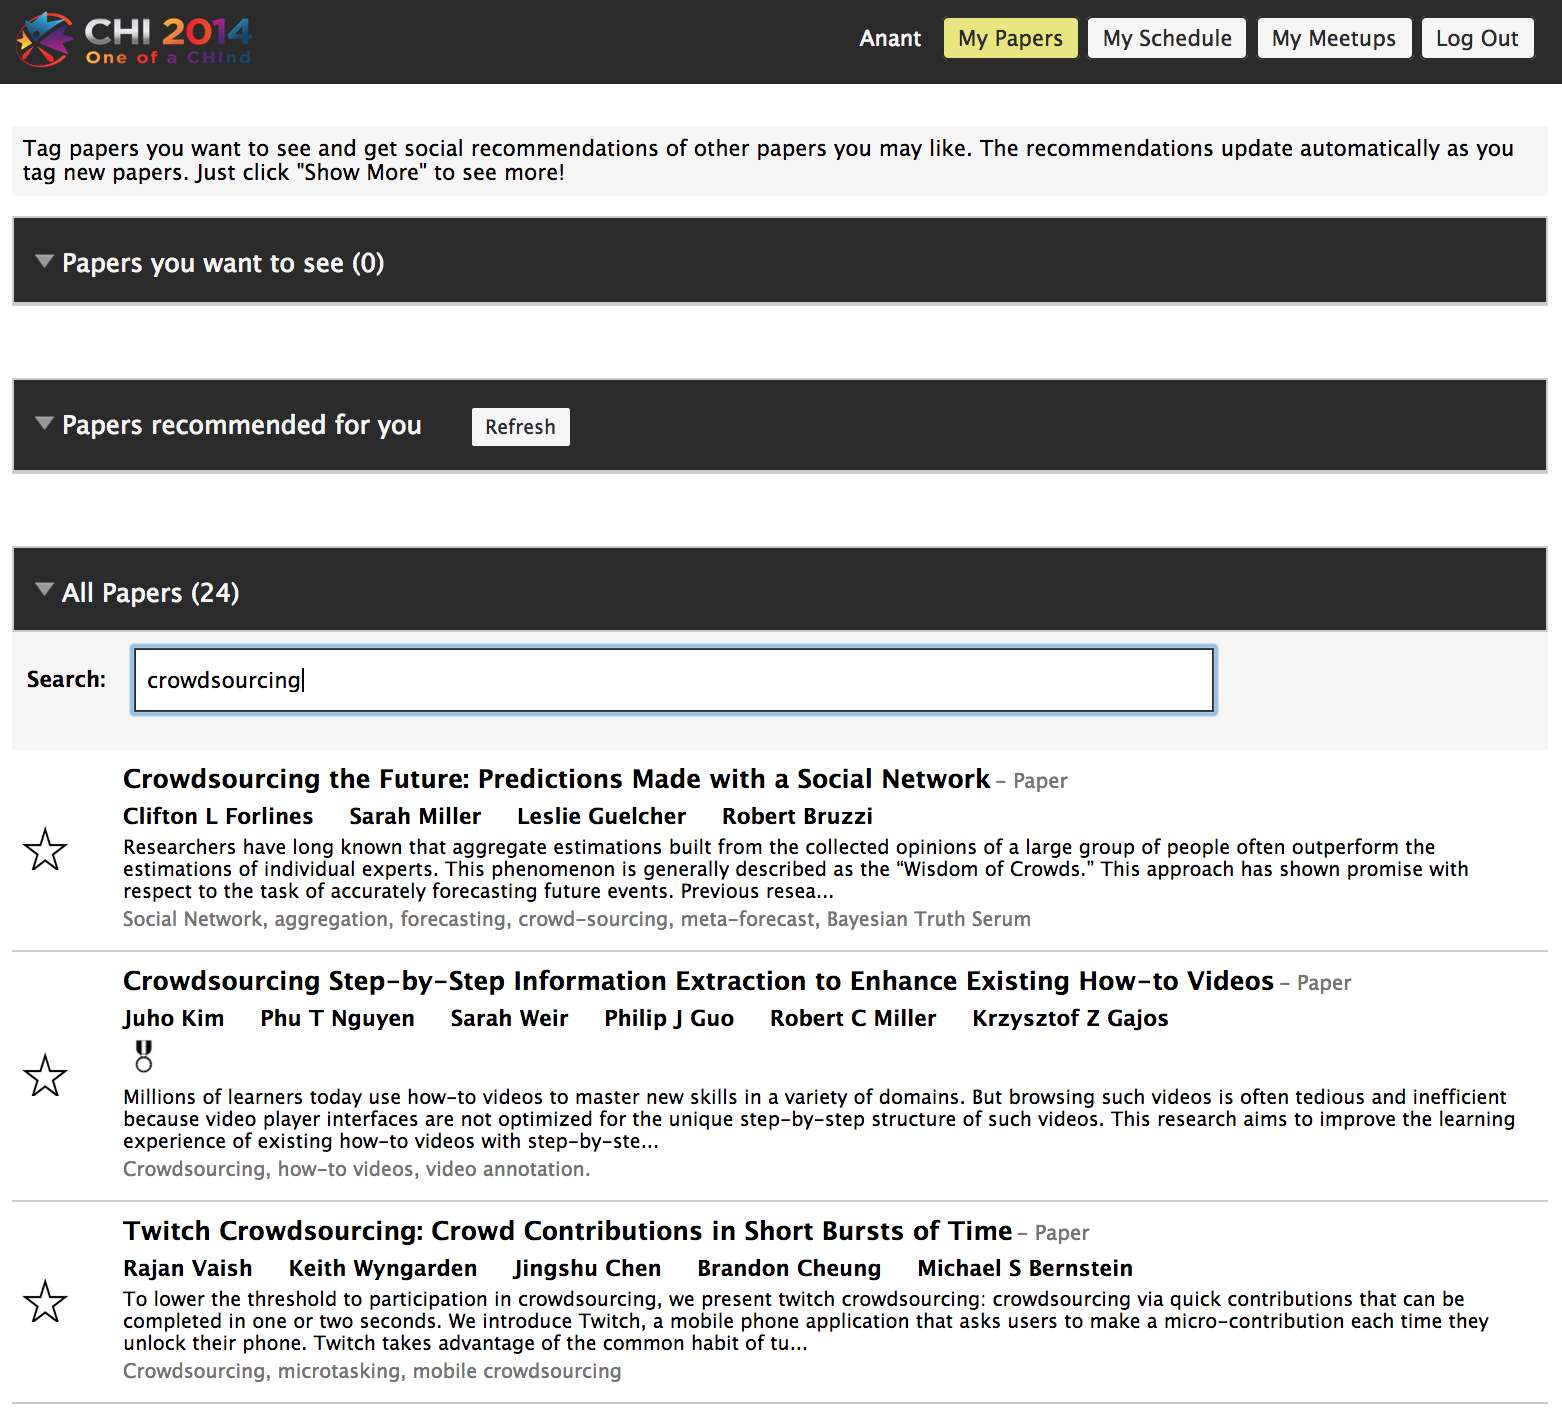 CHI 2014
One of a CHInd
Anant My Papers My Schedule My Meetups Log Out
Tag papers you want to see and get social recommendations of other papers you may like. The recommendations update automatically as you
tag new papers. Just click "Show More" to see more!
Papers you want to see (0)
Papers recommended for you Refresh
All Papers (24)
Search: crowdsourcing
Crowdsourcing the Future: Predictions Made with a Social Network - Paper
Clifton L Forlines Sarah Miller Leslie Guelcher Robert Bruzzi
Researchers have long known that aggregate estimations built from the collected opinions of a large group of people often outperform the
estimations of individual experts. This phenomenon is generally described as the “Wisdom of Crowds.” This approach has shown promise with
respect to the task of accurately forecasting future events. Previous resea...
Social Network, aggregation, forecasting, crowd-sourcing, meta-forecast, Bayesian Truth Serum
Crowdsourcing Step-by-Step Information Extraction to Enhance Existing How-to Videos - Paper
Juho Kim Phu T Nguyen Sarah Weir Philip J Guo Robert C Miller Krzysztof Z Gajos
Millions of learners today use how-to videos to master new skills in a variety of domains. But browsing such videos is often tedious and inefficient
because video player interfaces are not optimized for the unique step-by-step structure of such videos. This research aims to improve the learning
experience of existing how-to videos with step-by-ste...
Crowdsourcing, how-to videos, video annotation.
Twitch Crowdsourcing: Crowd Contributions in Short Bursts of Time - Paper
Rajan Vaish Keith Wyngarden Jingshu Chen Brandon Cheung Michael S Bernstein
To lower the threshold to participation in crowdsourcing, we present twitch crowdsourcing: crowdsourcing via quick contributions that can be
completed in one or two seconds. We introduce Twitch, a mobile phone application that asks users to make a micro-contribution each time they
unlock their phone. Twitch takes advantage of the common habit of tu...
Crowdsourcing, microtasking, mobile crowdsourcing